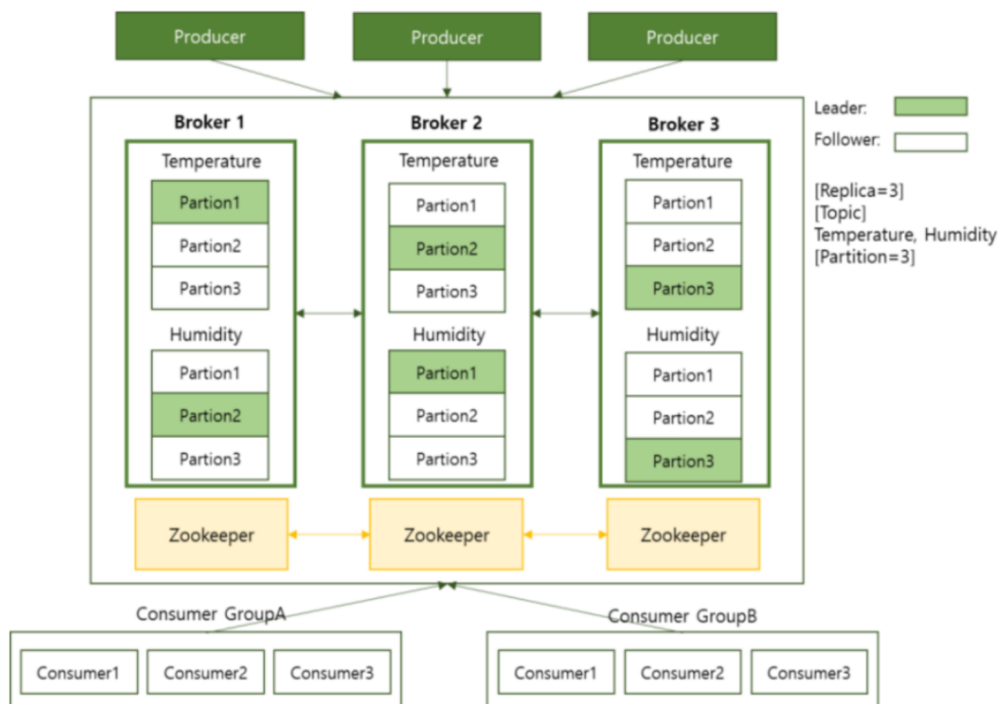 Producer
Producer
Producer
Broker 1
Temperature
Partion1
Partion2
Partion3
Humidity
Partion1
Partion2
Partion3
Broker 2
Temperature
Partion1
Partion2
Partion3
Humidity
Partion1
Partion2
Partion3
Broker 3
Temperature
Partion1
Partion2
Partion3
Humidity
Partion1
Partion2
Partion3
Leader:
Follower:
[Replica=3]
[Topic]
Temperature, Humidity
[Partition=3]
Zookeeper
Zookeeper
Zookeeper
Consumer GroupA
Consumer1
Consumer2
Consumer3
Consumer GroupB
Consumer1
Consumer2
Consumer3